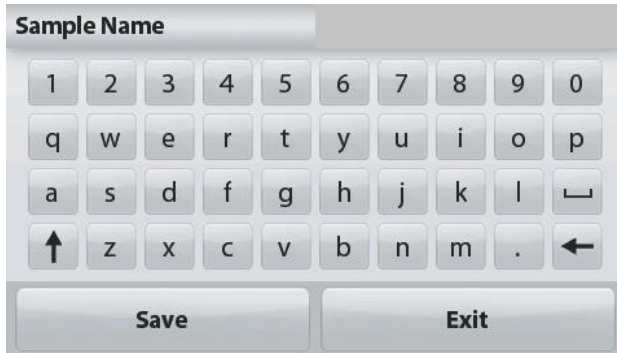 Sample Name
1 2 3 4 5 6 7 8 9 0
q w e r t y u i o p
a s d f g h j k l
z x c v b n m .
Save Exit